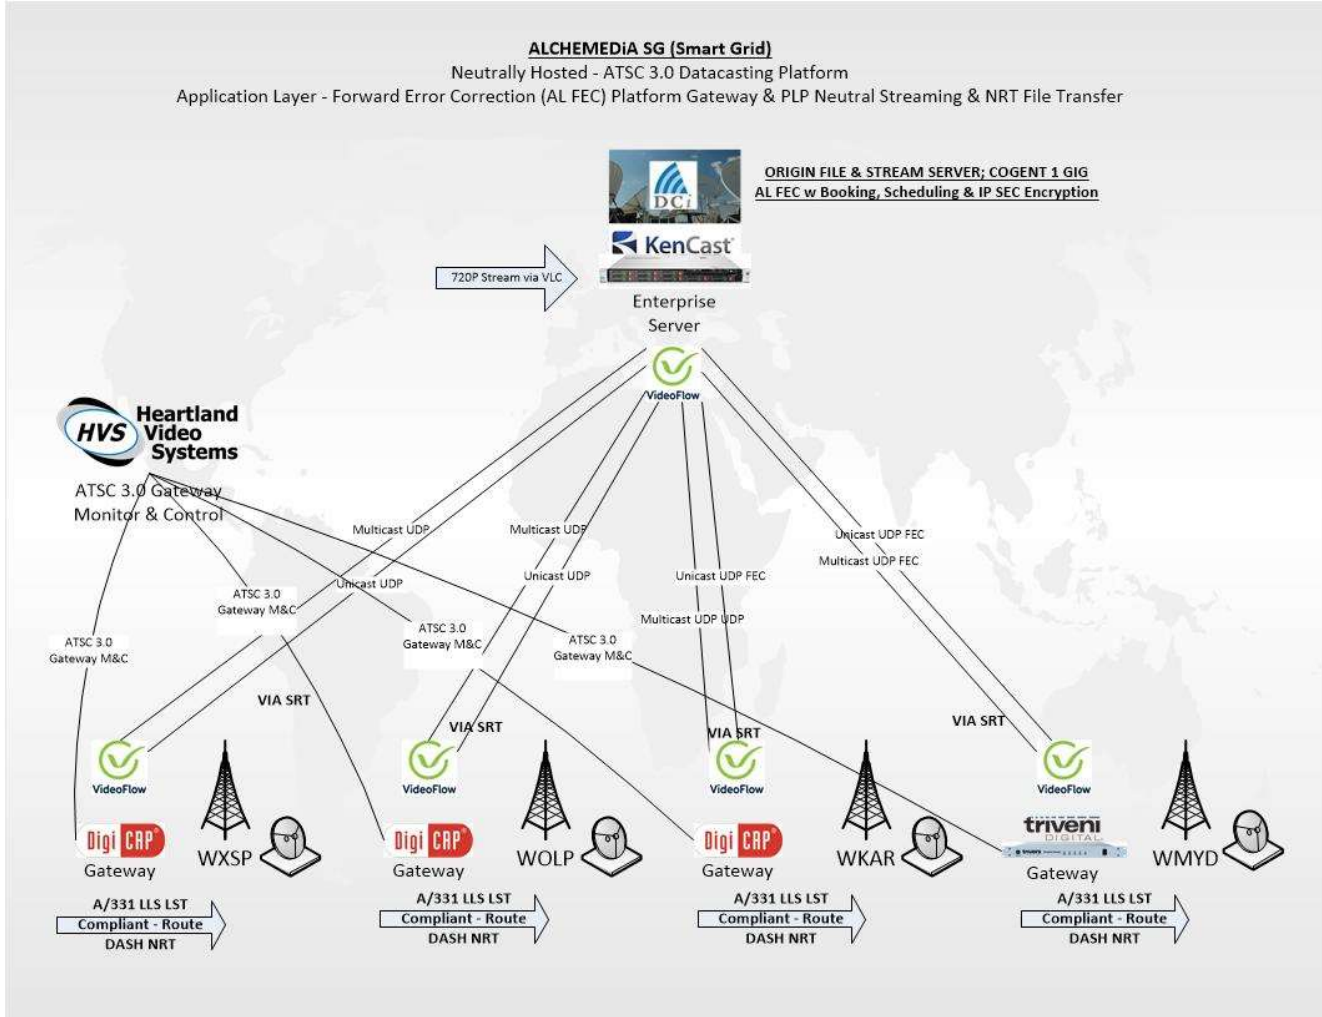 ALCHEMEDiA SG (Smart Grid)
Neutrally Hosted - ATSC 3.0 Datacasting Platform
Application Layer - Forward Error Correction (AL FEC) Platform Gateway & PLP Neutral Streaming & NRT File Transfer
DCi
ORIGIN FILE & STREAM SERVER; COGENT 1 GIG
AL FEC w Booking, Scheduling & IP SEC Encryption
KenCast
720P Stream via VLC
Enterprise
Server
VideoFlow
HVS
Heartland
Video
Systems
ATSC 3.0 Gateway
Monitor & Control
Multicast UDP
Unicast UDP
Multicast UDP
Unicast UDP
Unicast UDP FEC
Multicast UDP UDP
Unicast UDP FEC
Multicast UDP FEC
ATSC 3.0
Gateway M&C
ATSC 3.0
Gateway M&C
ATSC 3.0
Gateway M&C
ATSC 3.0
Gateway M&C
VIA SRT
VIA SRT
VIA SRT
VIA SRT
VideoFlow
VideoFlow
VideoFlow
VideoFlow
DigiCAP
Gateway
WXSP
DigiCAP
Gateway
WOLP
DigiCAP
Gateway
WKAR
triveni
DIGITAL
triveni
Gateway
WMYD
A/331 LLS LST
Compliant - Route
DASH NRT
A/331 LLS LST
Compliant - Route
DASH NRT
A/331 LLS LST
Compliant - Route
DASH NRT
A/331 LLS LST
Compliant - Route
DASH NRT